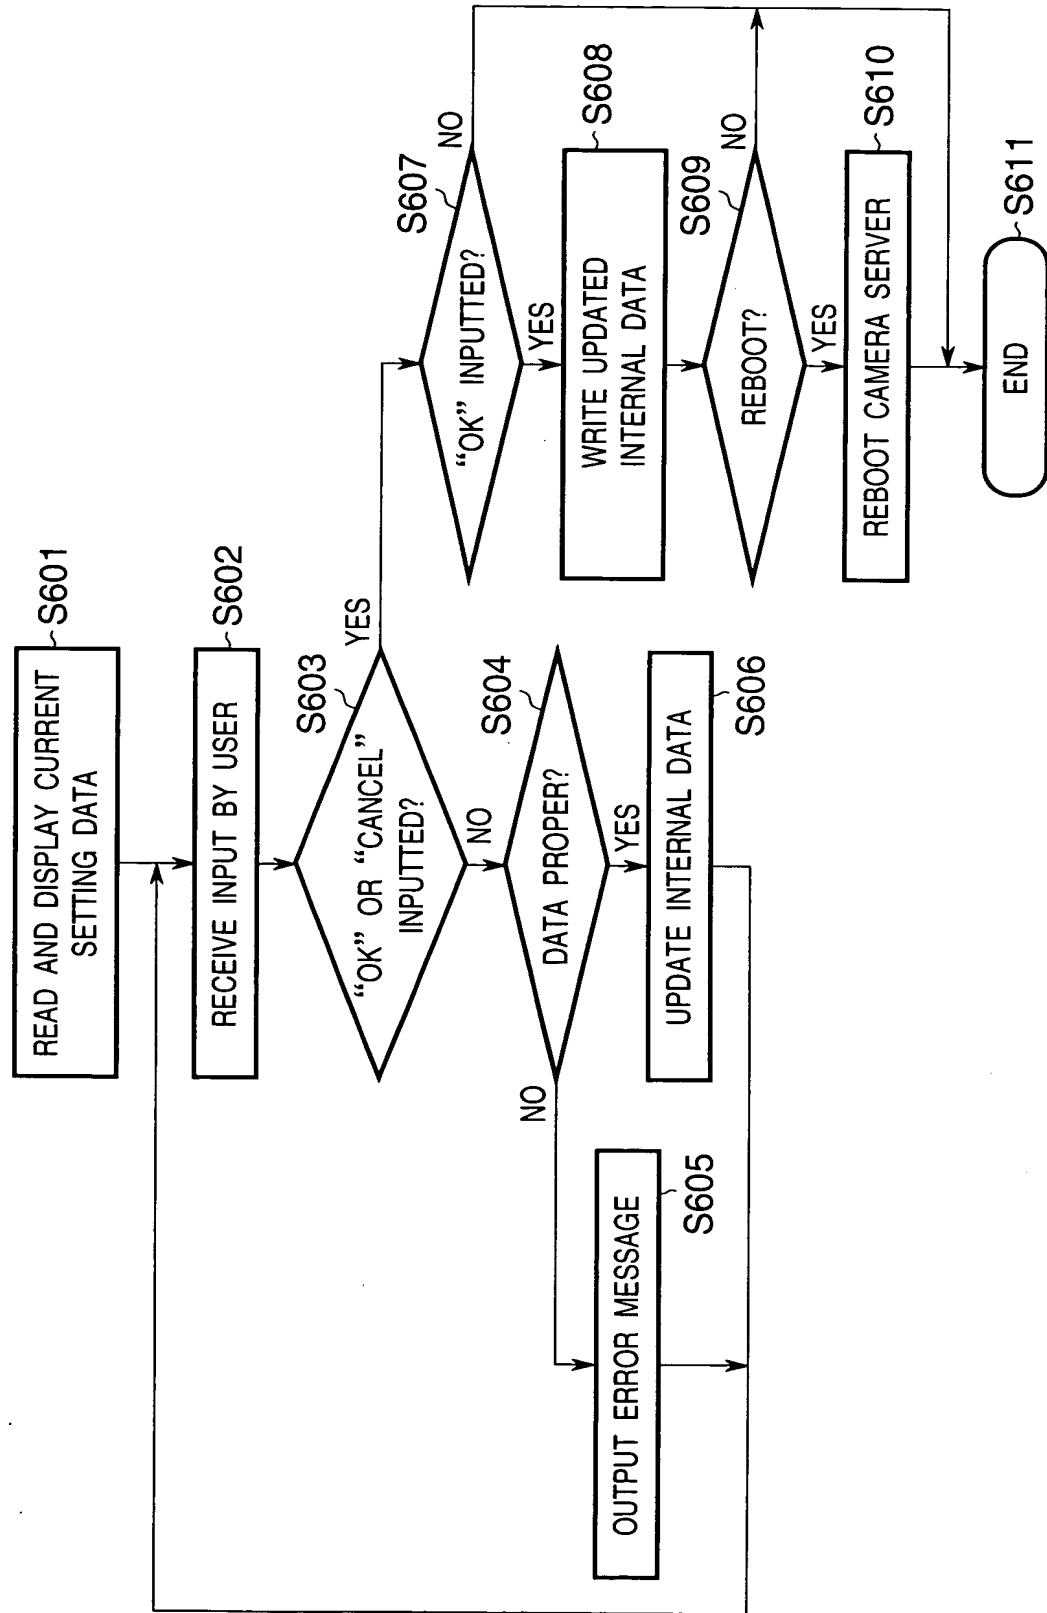 READ AND DISPLAY CURRENT
SETTING DATA
S601
RECEIVE INPUT BY USER
S602
“OK” OR “CANCEL”
INPUTTED?
S603
YES
NO
DATA PROPER?
S604
NO
YES
OUTPUT ERROR MESSAGE
S605
UPDATE INTERNAL DATA
S606
“OK” INPUTTED?
S607
NO
YES
WRITE UPDATED
INTERNAL DATA
S608
REBOOT?
S609
NO
YES
REBOOT CAMERA SERVER
S610
END
S611